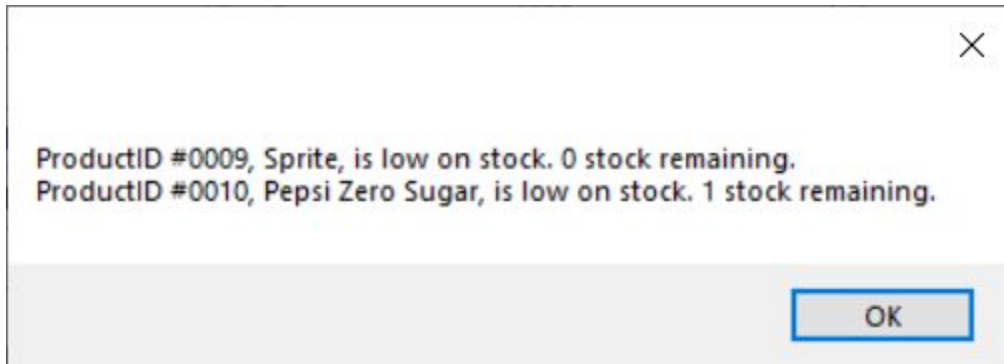 ProductID #0009, Sprite, is low on stock. 0 stock remaining.
ProductID #0010, Pepsi Zero Sugar, is low on stock. 1 stock remaining.
OK